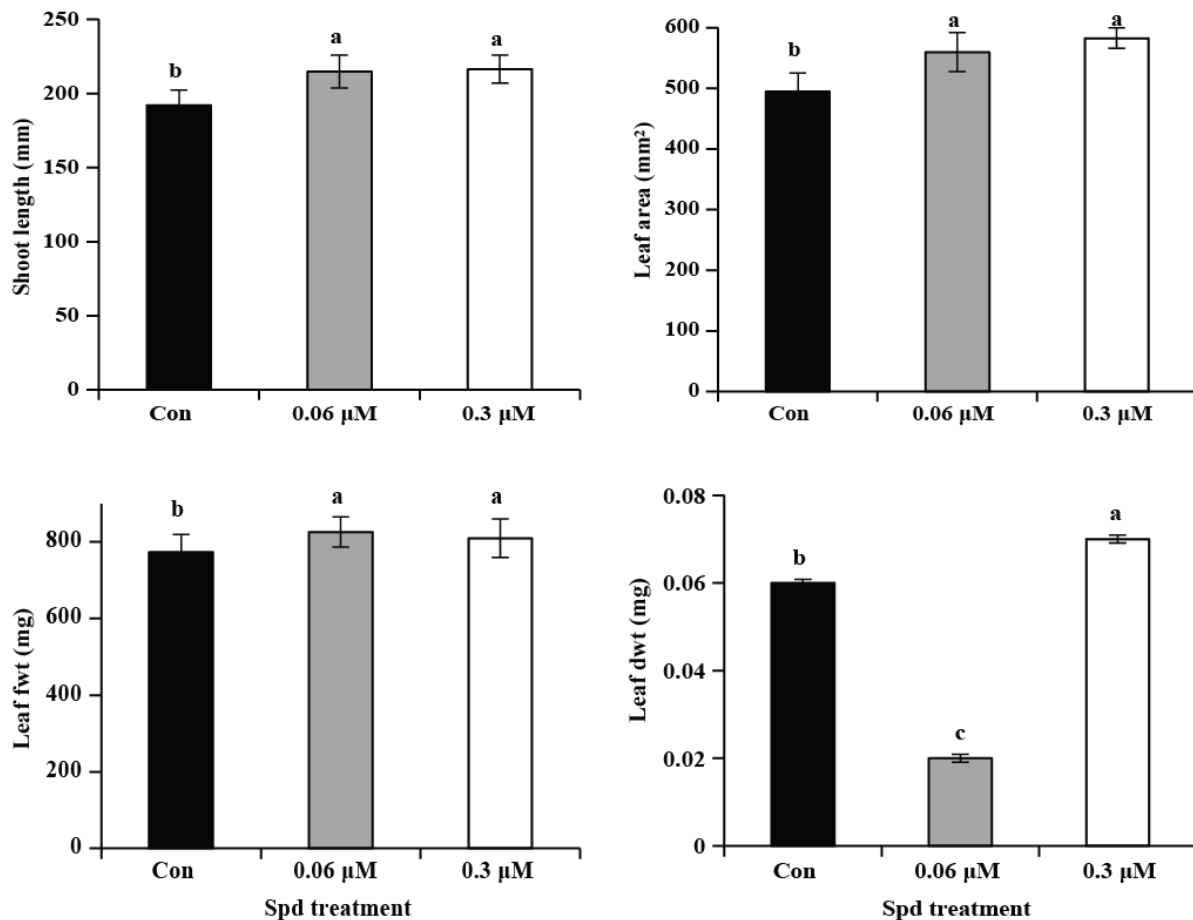 Shoot length (mm)
250
200
150
100
50
0
b
a
a
Con
0.06 μM
0.3 μM
Leaf area (mm²)
600
500
400
300
200
100
0
b
a
a
Con
0.06 μM
0.3 μM
Leaf fwt (mg)
800
600
400
200
0
b
a
a
Con
0.06 μM
0.3 μM
Spd treatment
Leaf dwt (mg)
0.08
0.06
0.04
0.02
0
b
c
a
Con
0.06 μM
0.3 μM
Spd treatment